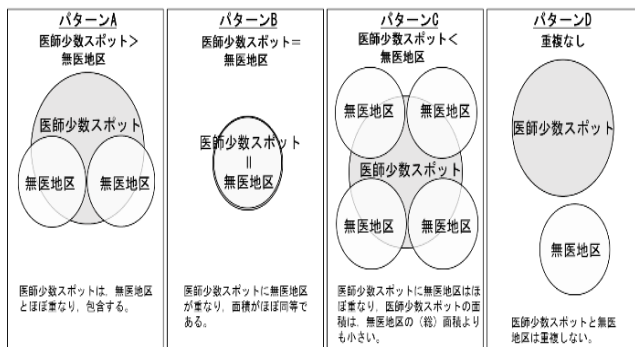 パターンA
医師少数スポット>
無医地区
医師少数スポット
無医地区
無医地区
医師少数スポットは，無医地区
とほぼ重なり，包含する。
パターンB
医師少数スポット＝
無医地区
医師少数スポット
||
無医地区
医師少数スポットに無医地区
が重なり，面積がほぼ同等で
ある。
パターンC
医師少数スポット<
無医地区
無医地区
無医地区
医師少数スポット
無医地区
無医地区
医師少数スポットに無医地区はほ
ぼ重なり，医師少数スポットの面
積は，無医地区の（総）面積より
も小さい。
パターンD
重複なし
医師少数スポット
無医地区
医師少数スポットと無医
地区は重複しない。